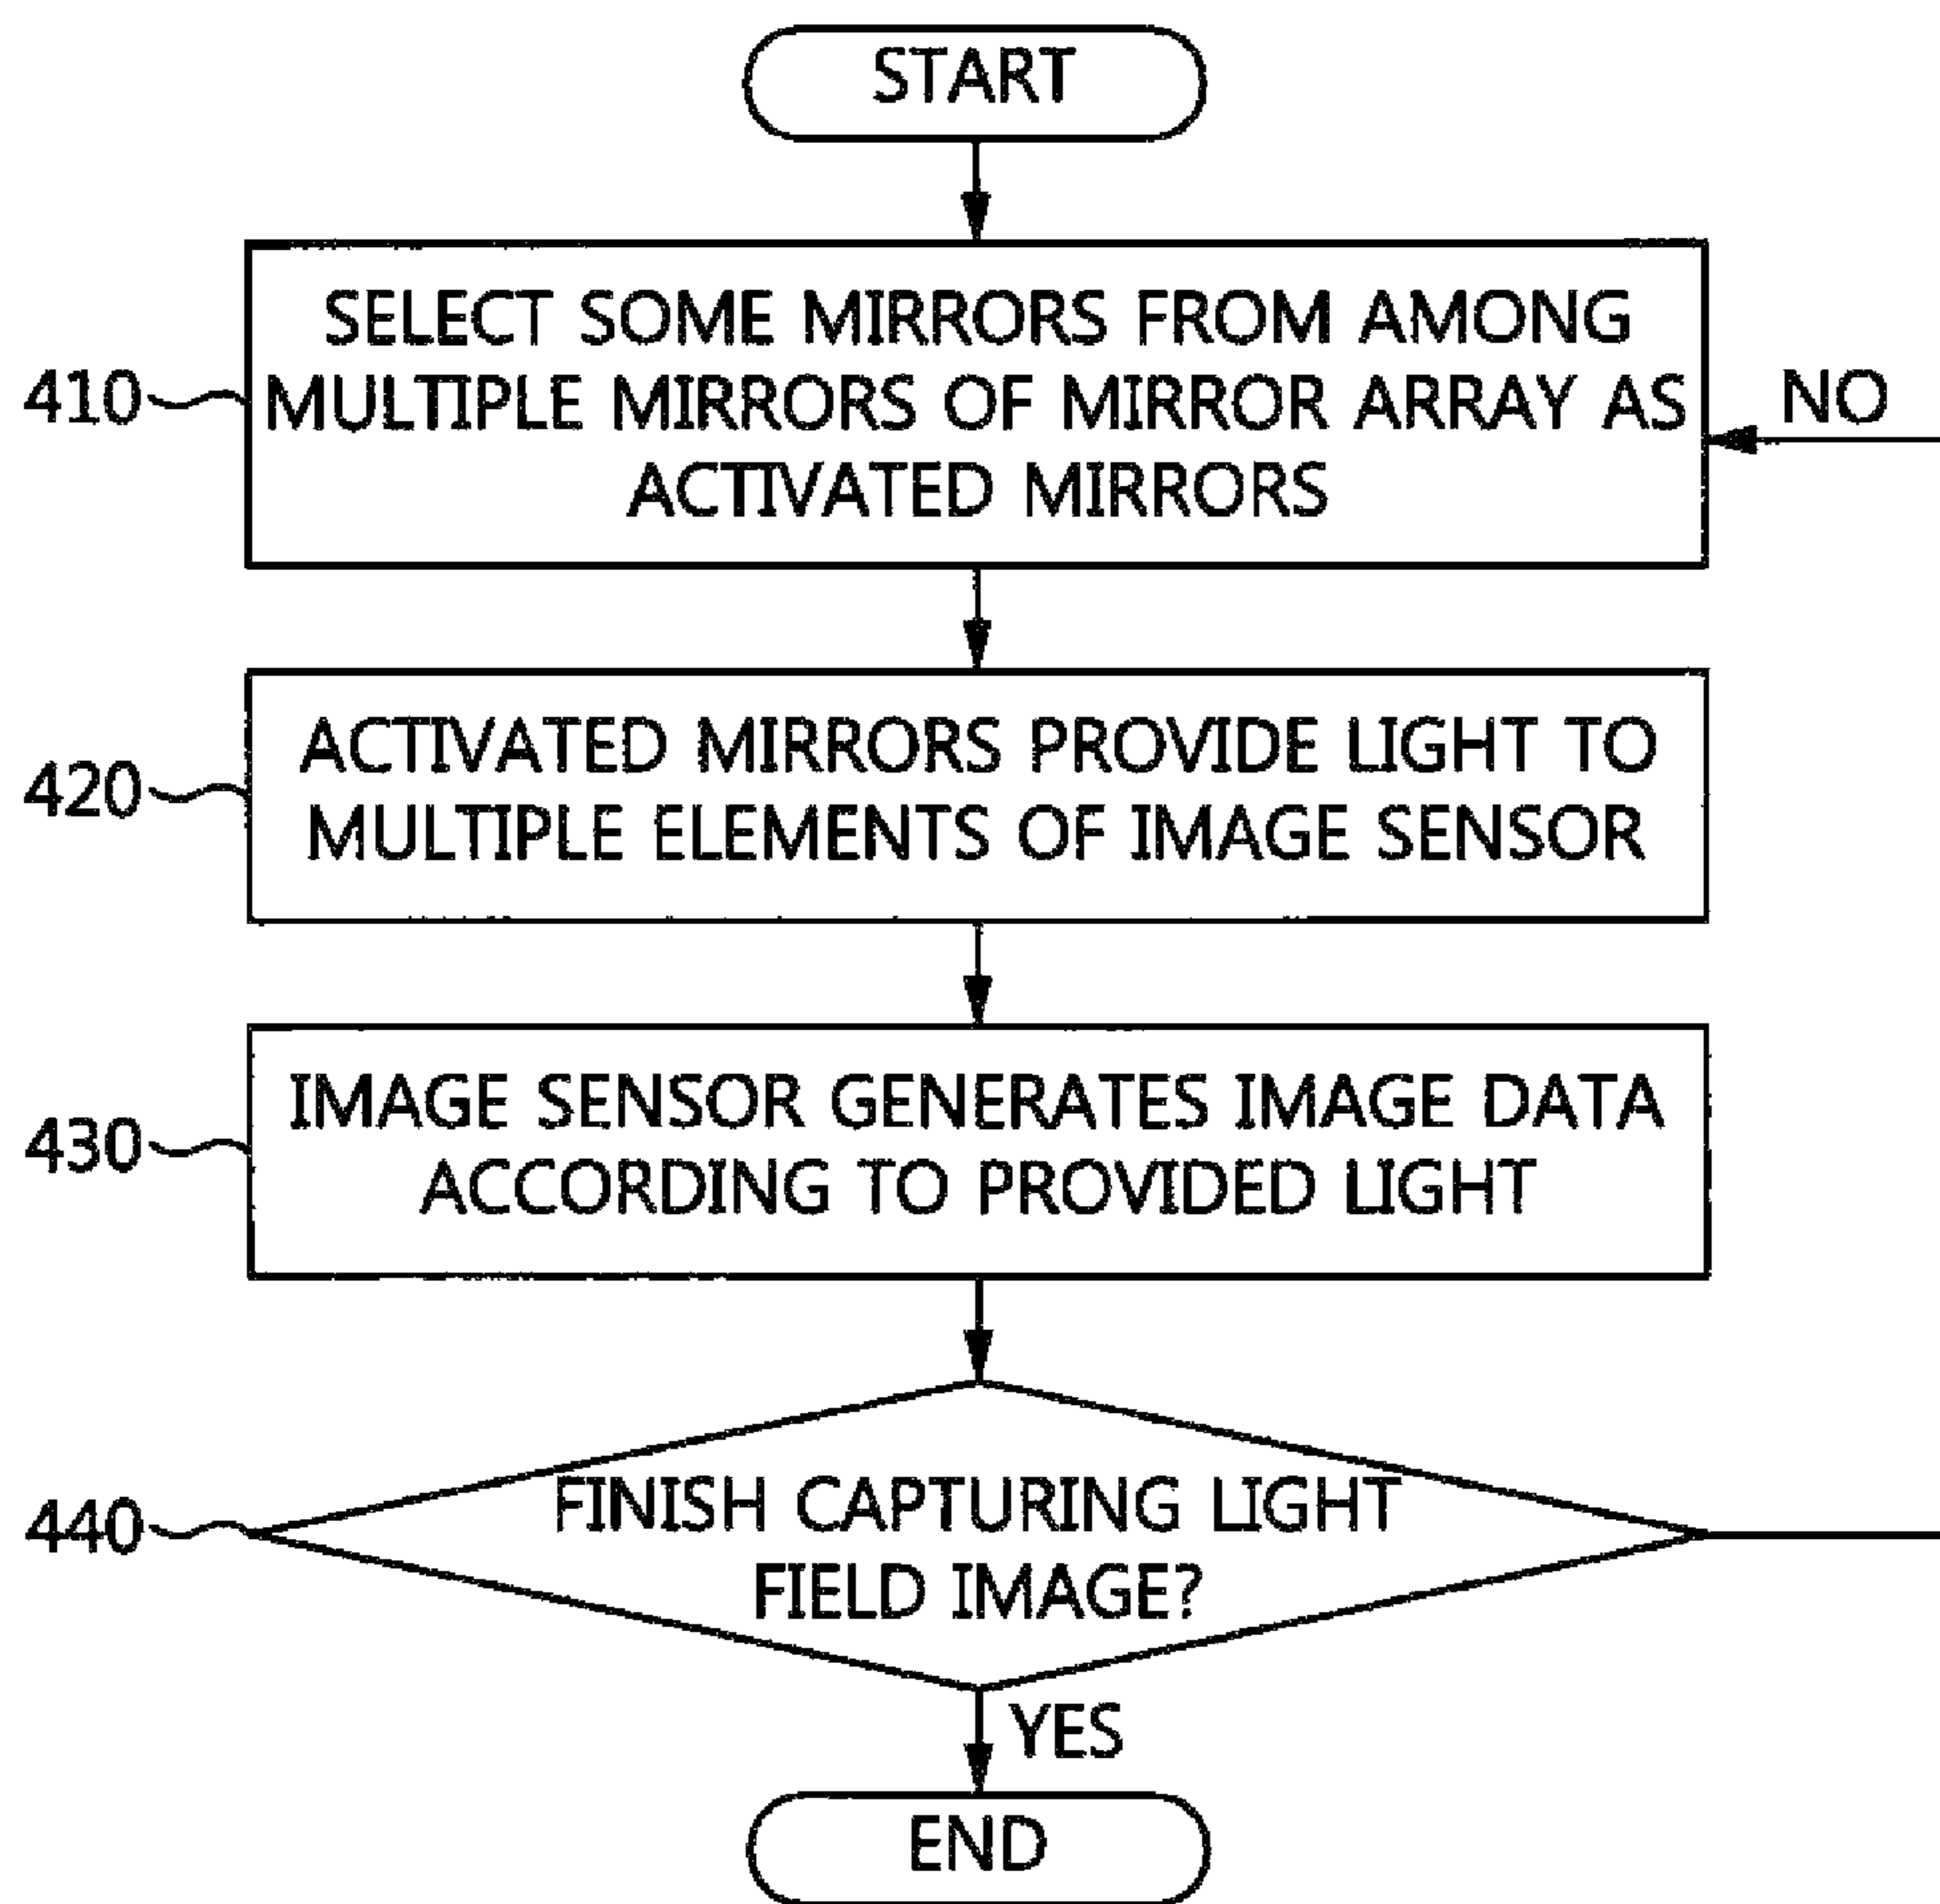 START
SELECT SOME MIRRORS FROM AMONG
MULTIPLE MIRRORS OF MIRROR ARRAY AS
ACTIVATED MIRRORS
410
NO
ACTIVATED MIRRORS PROVIDE LIGHT TO
MULTIPLE ELEMENTS OF IMAGE SENSOR
420
IMAGE SENSOR GENERATES IMAGE DATA
ACCORDING TO PROVIDED LIGHT
430
FINISH CAPTURING LIGHT
FIELD IMAGE?
440
YES
END